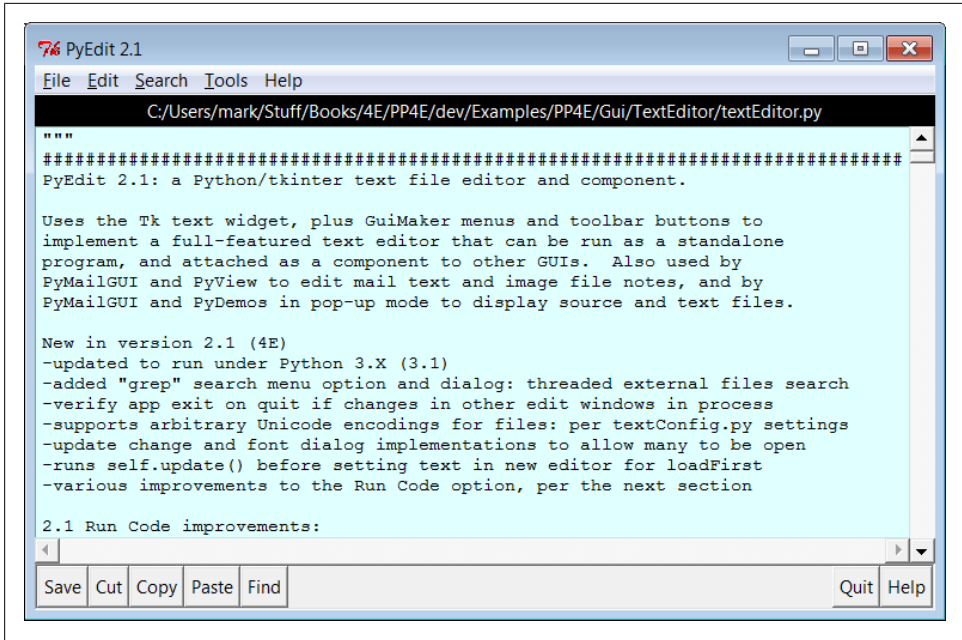 PyEdit 2.1
File Edit Search Tools Help
C:/Users/mark/Stuff/Books/4E/PP4E/dev/Examples/PP4E/Gui/TextEditor/textEditor.py
"""
################################################################################
PyEdit 2.1: a Python/tkinter text file editor and component.
Uses the Tk text widget, plus GuiMaker menus and toolbar buttons to
implement a full-featured text editor that can be run as a standalone
program, and attached as a component to other GUIs.  Also used by
PyMailGUI and PyView to edit mail text and image file notes, and by
PyMailGUI and PyDemos in pop-up mode to display source and text files.
New in version 2.1 (4E)
-updated to run under Python 3.X (3.1)
-added "grep" search menu option and dialog: threaded external files search
-verify app exit on quit if changes in other edit windows in process
-supports arbitrary Unicode encodings for files: per textConfig.py settings
-update change and font dialog implementations to allow many to be open
-runs self.update() before setting text in new editor for loadFirst
-various improvements to the Run Code option, per the next section
2.1 Run Code improvements:
Save Cut Copy Paste Find Quit Help